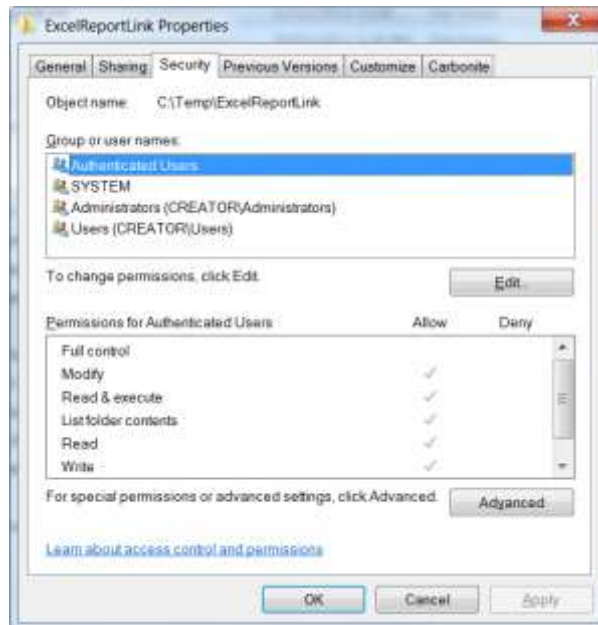 ExcelReportLink Properties
General Sharing Security Previous Versions Customize Carbonite
Object name: C:\Temp\ExcelReportLink
Group or user names:
Authenticated Users
SYSTEM
Administrators (CREATOR\Administrators)
Users (CREATOR\Users)
To change permissions, click Edit.
Edit...
Permissions for Authenticated Users Allow Deny
Full control
Modify
Read & execute
List folder contents
Read
Write
For special permissions or advanced settings, click Advanced.
Advanced
Learn about access control and permissions
OK Cancel Apply